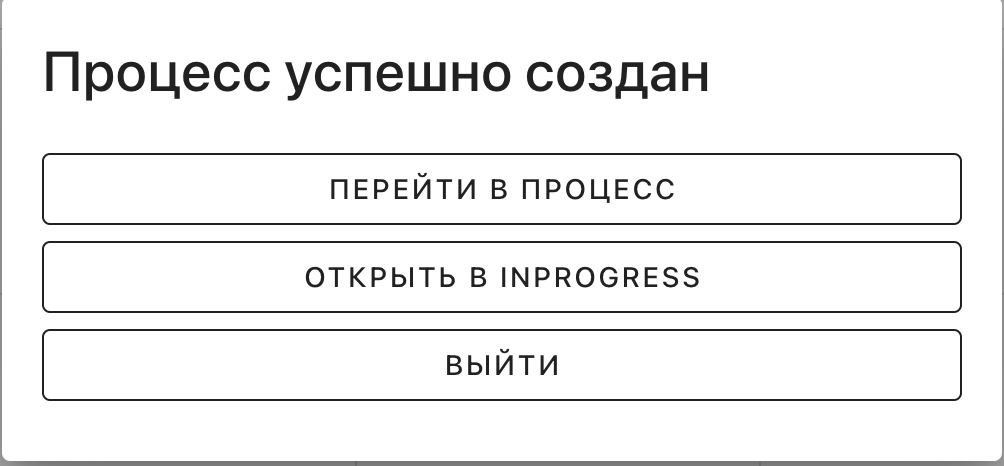 Процесс успешно создан
ПЕРЕЙТИ В ПРОЦЕСС
ОТКРЫТЬ В INPROGRESS
ВЫЙТИ